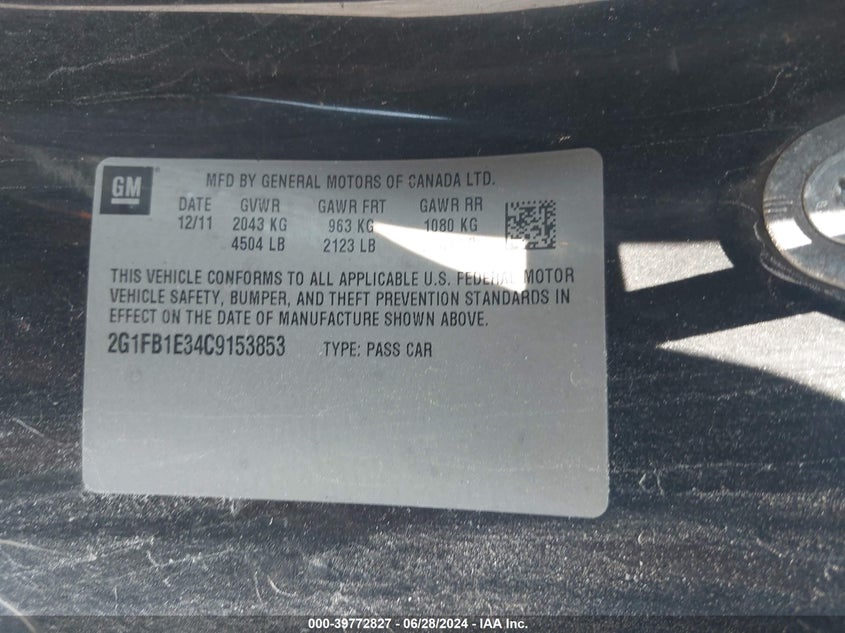 GM
MFD BY GENERAL MOTORS OF CANADA LTD.
DATE GVWR GAWR FRT GAWR RR
12/11 2043 KG 963 KG 1080 KG
4504 LB 2123 LB
THIS VEHICLE CONFORMS TO ALL APPLICABLE U.S. FEDERAL MOTOR
VEHICLE SAFETY, BUMPER, AND THEFT PREVENTION STANDARDS IN
EFFECT ON THE DATE OF MANUFACTURE SHOWN ABOVE.
2G1FB1E34C9153853 TYPE: PASS CAR
000-39772827 - 06/28/2024 - IAA Inc.